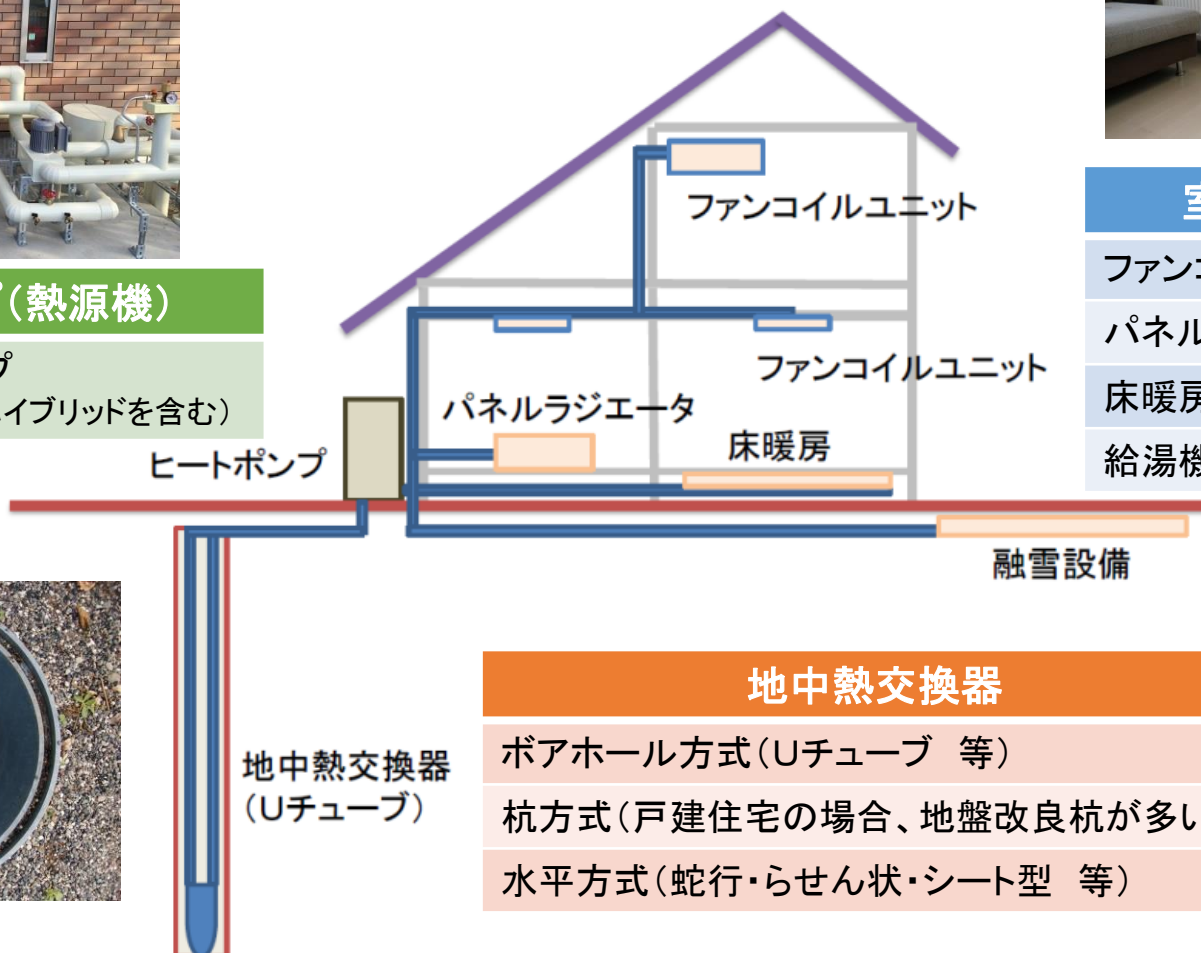 ファンコイルユニット
(熱源機)
イブリッドを含む)
ファンコイルユニット
パネルラジエータ
床暖房
ヒートポンプ
融雪設備
ファンコ
パネル
床暖房
給湯機
地中熱交換器
(Uチューブ)
地中熱交換器
ボアホール方式(Uチューブ 等)
杭方式(戸建住宅の場合、地盤改良杭が多い
水平方式(蛇行・らせん状・シート型 等)